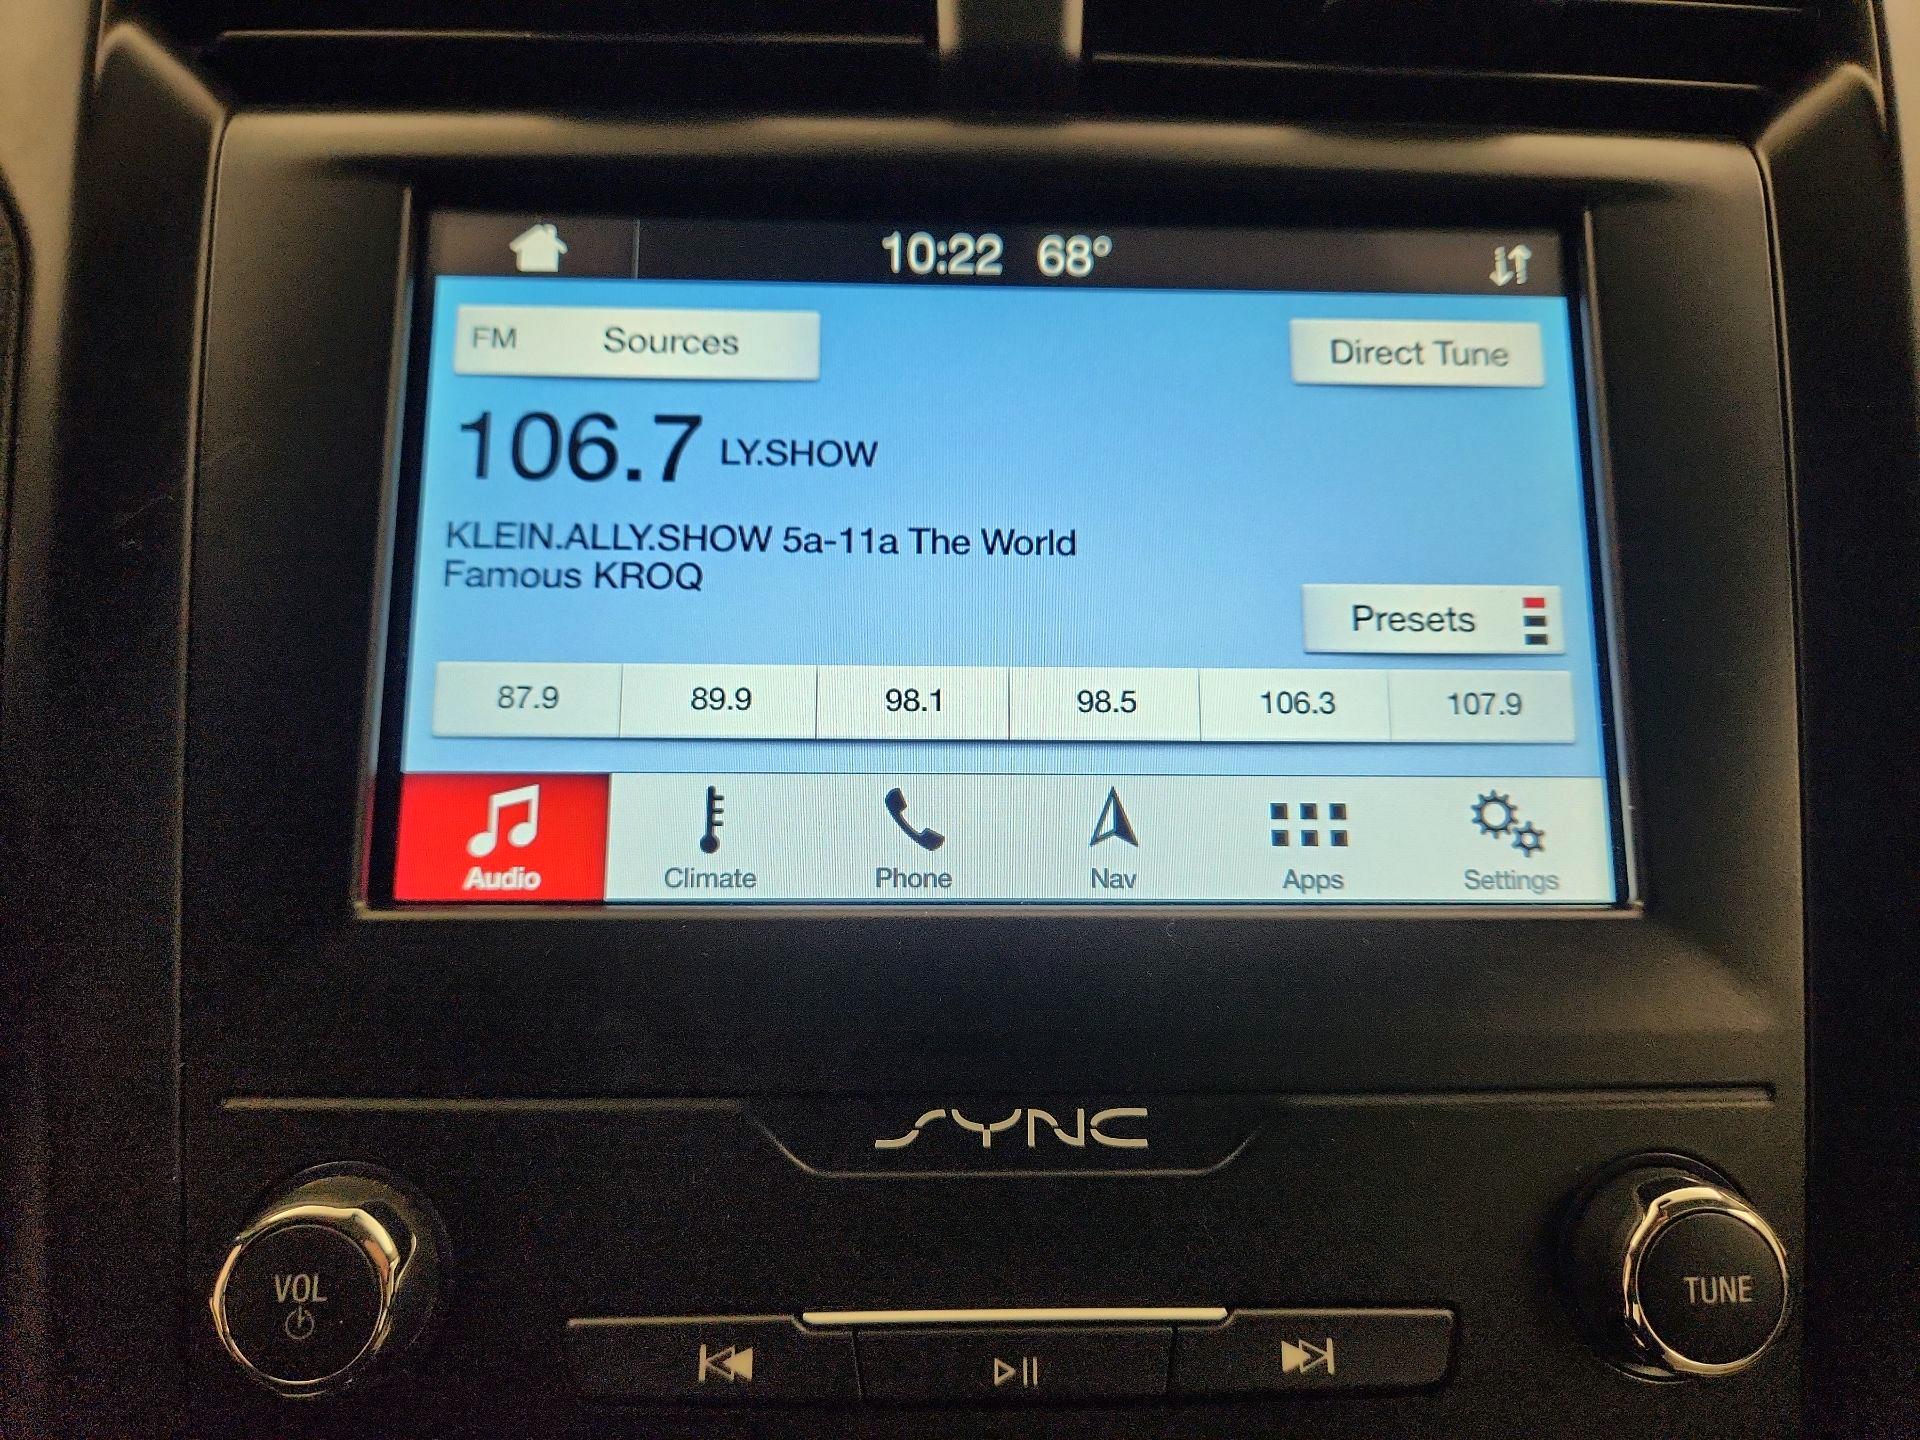 10:22 68°
FM Sources
Direct Tune
106.7 LY.SHOW
KLEIN.ALLY.SHOW 5a-11a The World
Famous KROQ
Presets
87.9 89.9 98.1 98.5 106.3 107.9
Audio Climate Phone Nav Apps Settings
SYNC
VOL
TUNE